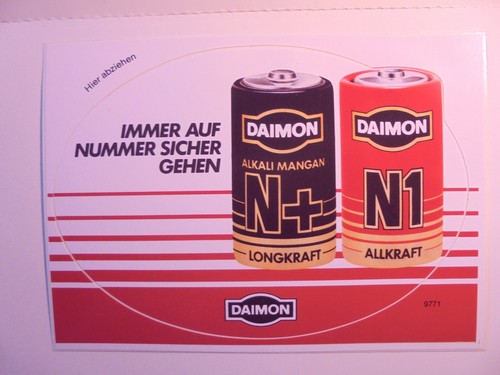 Hier abziehen
IMMER AUF
NUMMER SICHER
GEHEN
DAIMON
ALKALI MANGAN
N+
LONGKRAFT
DAIMON
N1
ALLKRAFT
DAIMON
9771